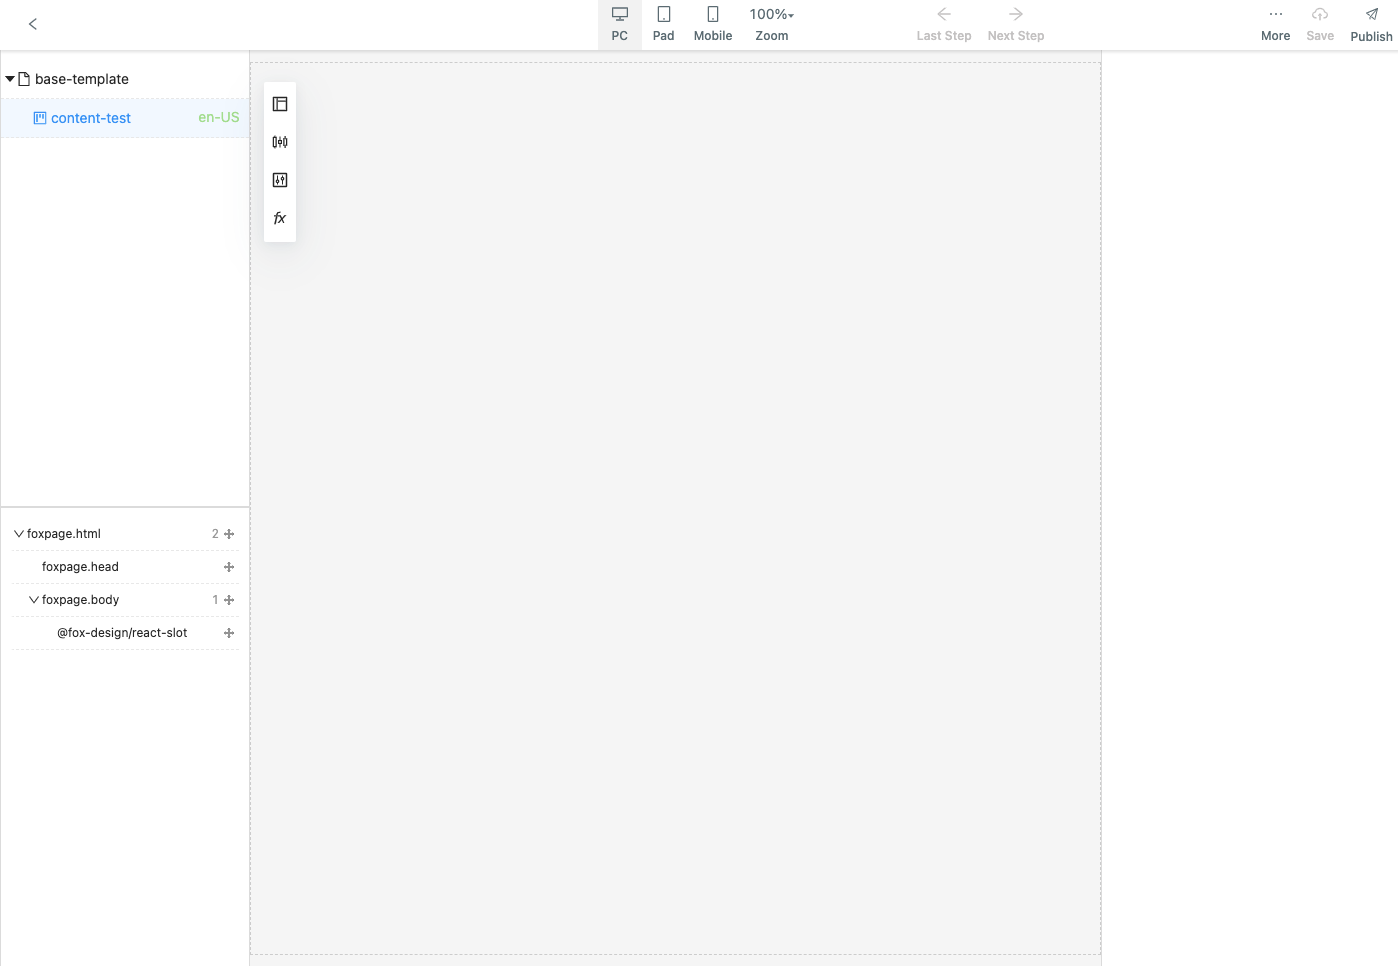 PC
Pad
Mobile
100%
Zoom
Last Step
Next Step
More
Save
Publish
base-template
content-test en-US
fx
foxpage.html 2
foxpage.head
foxpage.body 1
@fox-design/react-slot